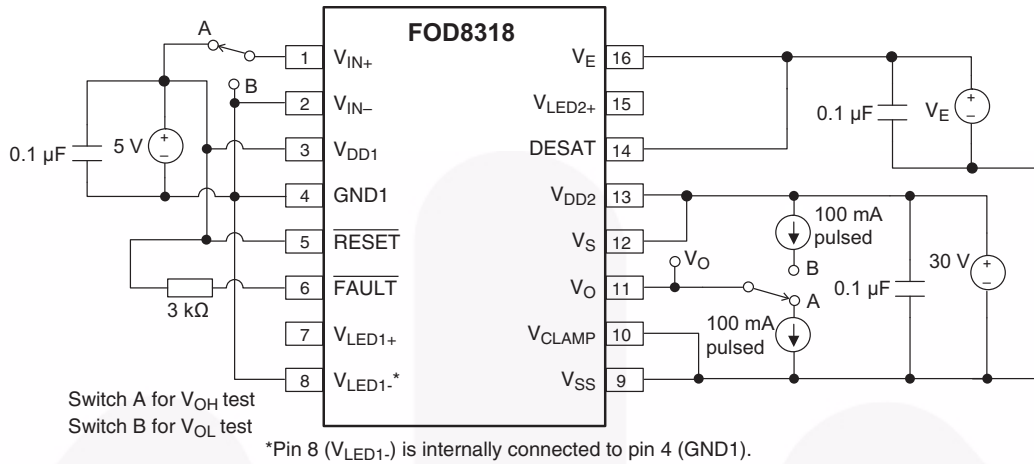 FOD8318
A
B
0.1 µF
5 V
3 kΩ
1 V_IN+
2 V_IN–
3 V_DD1
4 GND1
5 R̅E̅S̅E̅T̅
6 F̅A̅U̅L̅T̅
7 V_LED1+
8 V_LED1-*
V_E 16
V_LED2+ 15
DESAT 14
V_DD2 13
V_S 12
V_O 11
V_CLAMP 10
V_SS 9
0.1 µF
V_E
100 mA
pulsed
B
V_O
A
100 mA
pulsed
0.1 µF
30 V
Switch A for V_OH test
Switch B for V_OL test
*Pin 8 (V_LED1-) is internally connected to pin 4 (GND1).